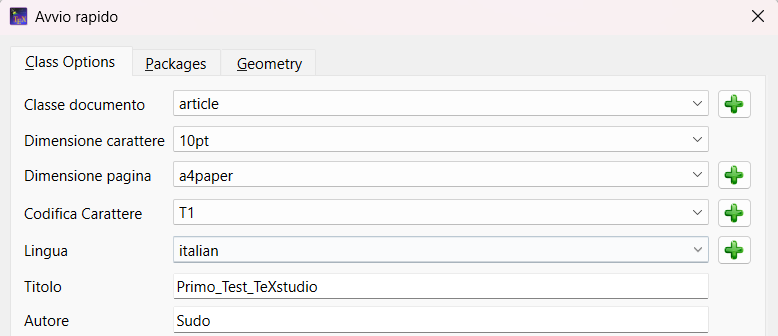 Avvio rapido
Class Options Packages Geometry
Classe documento article
Dimensione carattere 10pt
Dimensione pagina a4paper
Codifica Carattere T1
Lingua italian
Titolo Primo_Test_TeXstudio
Autore Sudo